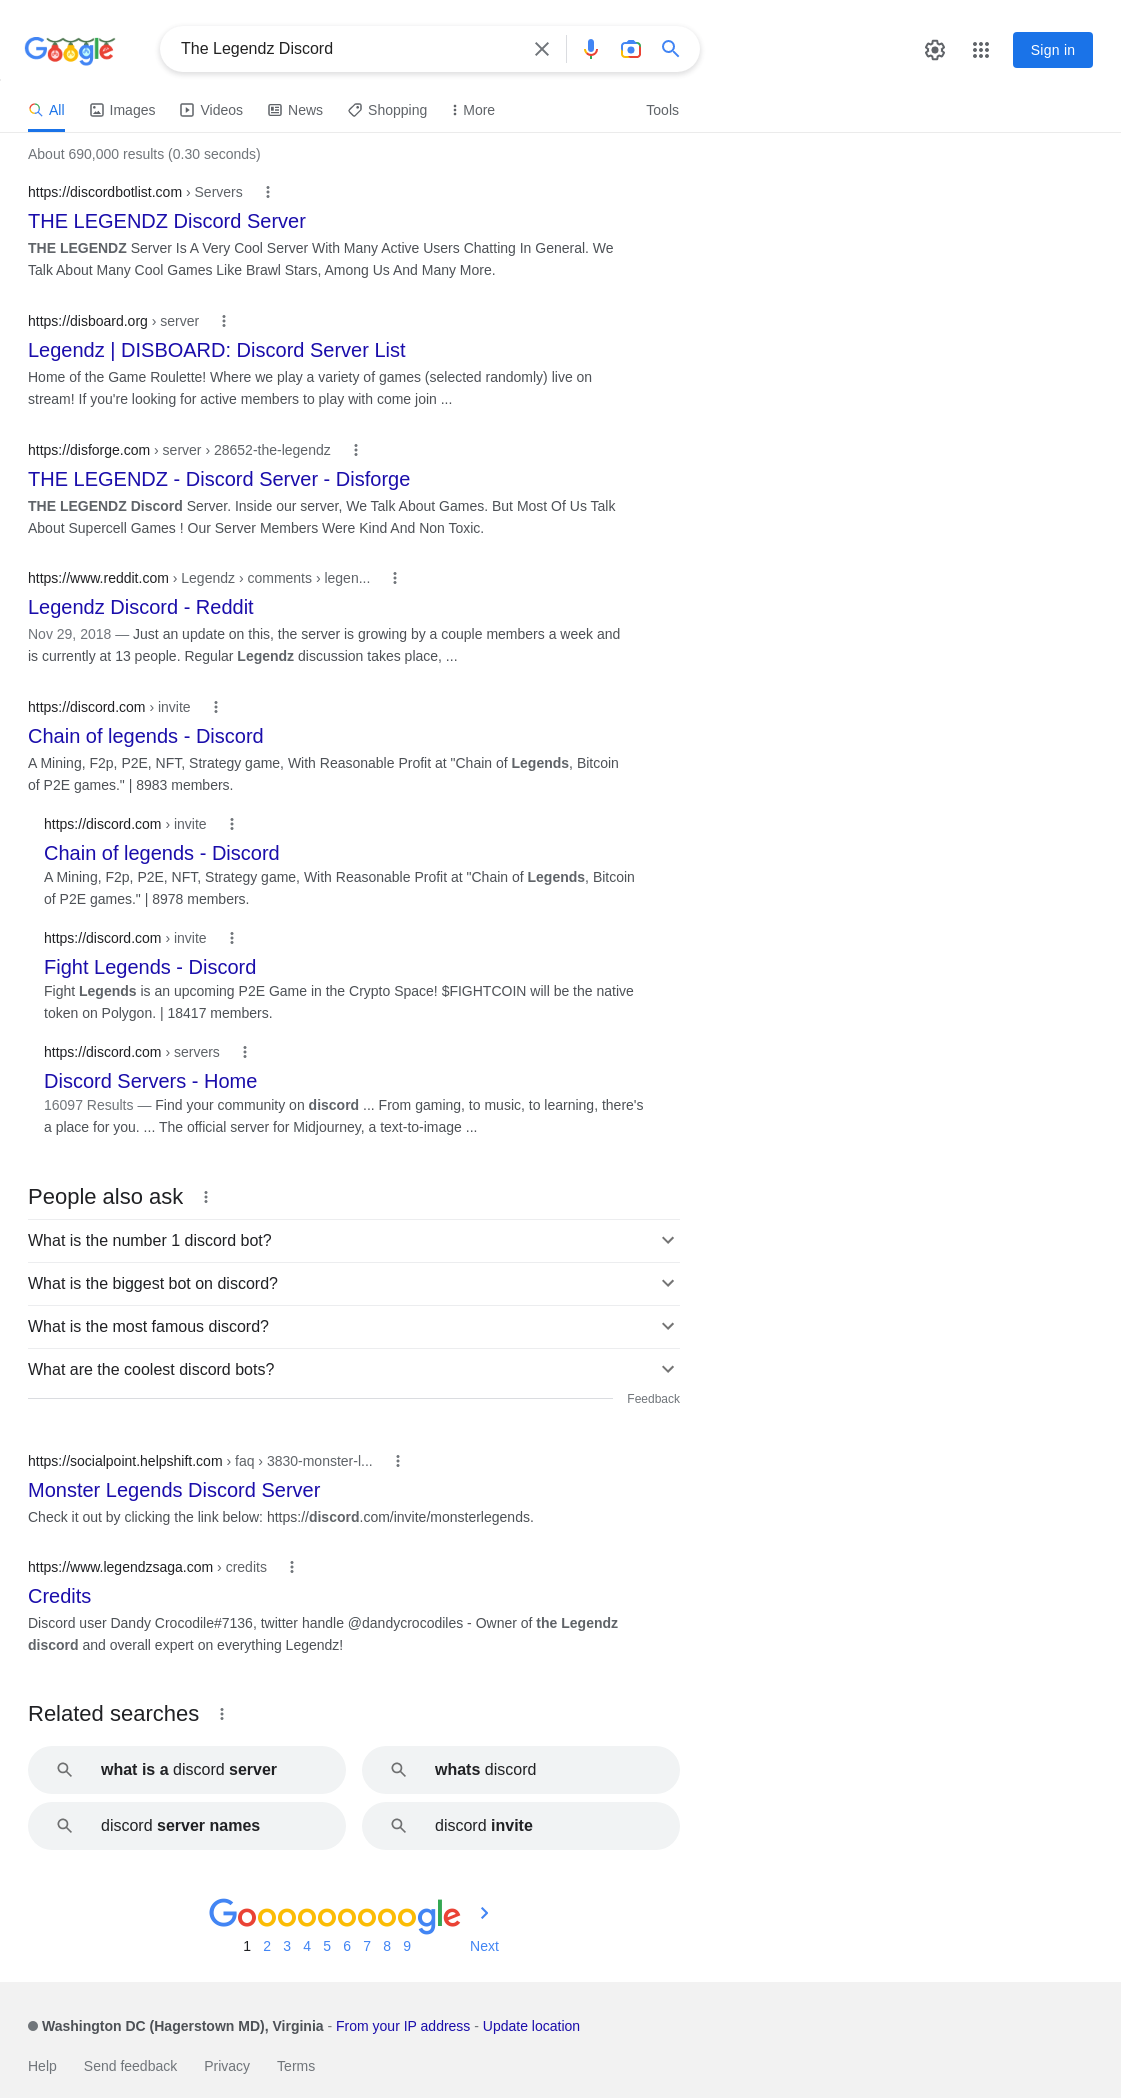 Google
The Legendz Discord
Sign in
All Images Videos News Shopping More Tools
About 690,000 results (0.30 seconds)
https://discordbotlist.com › Servers
THE LEGENDZ Discord Server
THE LEGENDZ Server Is A Very Cool Server With Many Active Users Chatting In General. We
Talk About Many Cool Games Like Brawl Stars, Among Us And Many More.
https://disboard.org › server
Legendz | DISBOARD: Discord Server List
Home of the Game Roulette! Where we play a variety of games (selected randomly) live on
stream! If you're looking for active members to play with come join ...
https://disforge.com › server › 28652-the-legendz
THE LEGENDZ - Discord Server - Disforge
THE LEGENDZ Discord Server. Inside our server, We Talk About Games. But Most Of Us Talk
About Supercell Games ! Our Server Members Were Kind And Non Toxic.
https://www.reddit.com › Legendz › comments › legen...
Legendz Discord - Reddit
Nov 29, 2018 — Just an update on this, the server is growing by a couple members a week and
is currently at 13 people. Regular Legendz discussion takes place, ...
https://discord.com › invite
Chain of legends - Discord
A Mining, F2p, P2E, NFT, Strategy game, With Reasonable Profit at "Chain of Legends, Bitcoin
of P2E games." | 8983 members.
https://discord.com › invite
Chain of legends - Discord
A Mining, F2p, P2E, NFT, Strategy game, With Reasonable Profit at "Chain of Legends, Bitcoin
of P2E games." | 8978 members.
https://discord.com › invite
Fight Legends - Discord
Fight Legends is an upcoming P2E Game in the Crypto Space! $FIGHTCOIN will be the native
token on Polygon. | 18417 members.
https://discord.com › servers
Discord Servers - Home
16097 Results — Find your community on discord ... From gaming, to music, to learning, there's
a place for you. ... The official server for Midjourney, a text-to-image ...
People also ask
What is the number 1 discord bot?
What is the biggest bot on discord?
What is the most famous discord?
What are the coolest discord bots?
Feedback
https://socialpoint.helpshift.com › faq › 3830-monster-l...
Monster Legends Discord Server
Check it out by clicking the link below: https://discord.com/invite/monsterlegends.
https://www.legendzsaga.com › credits
Credits
Discord user Dandy Crocodile#7136, twitter handle @dandycrocodiles - Owner of the Legendz
discord and overall expert on everything Legendz!
Related searches
what is a discord server
whats discord
discord server names
discord invite
Gooooooooogle
1 2 3 4 5 6 7 8 9 Next
Washington DC (Hagerstown MD), Virginia - From your IP address - Update location
Help Send feedback Privacy Terms